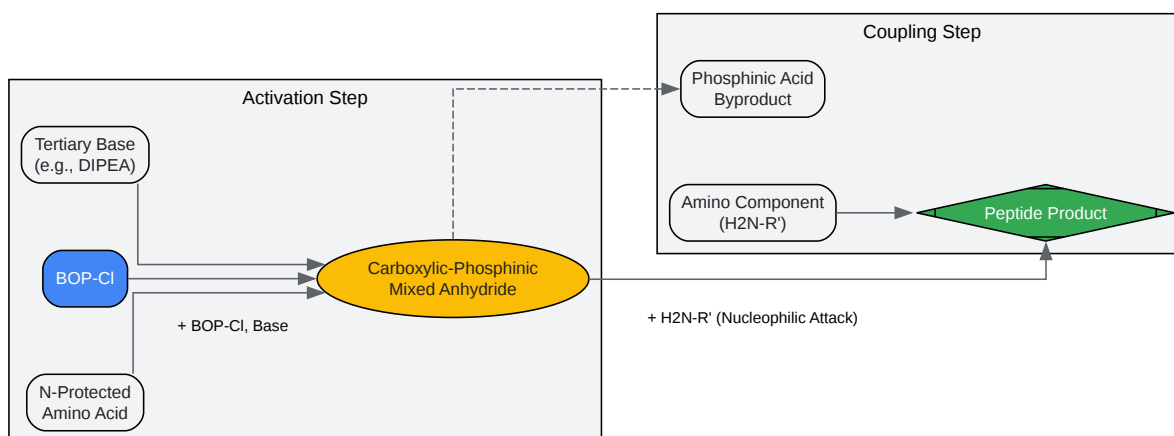 Coupling Step
Phosphinic Acid
Byproduct
Activation Step
Tertiary Base
(e.g., DIPEA)
Amino Component
(H2N-R')
Peptide Product
BOP-Cl
Carboxylic-Phosphinic
Mixed Anhydride
+ BOP-Cl, Base
+ H2N-R' (Nucleophilic Attack)
N-Protected
Amino Acid